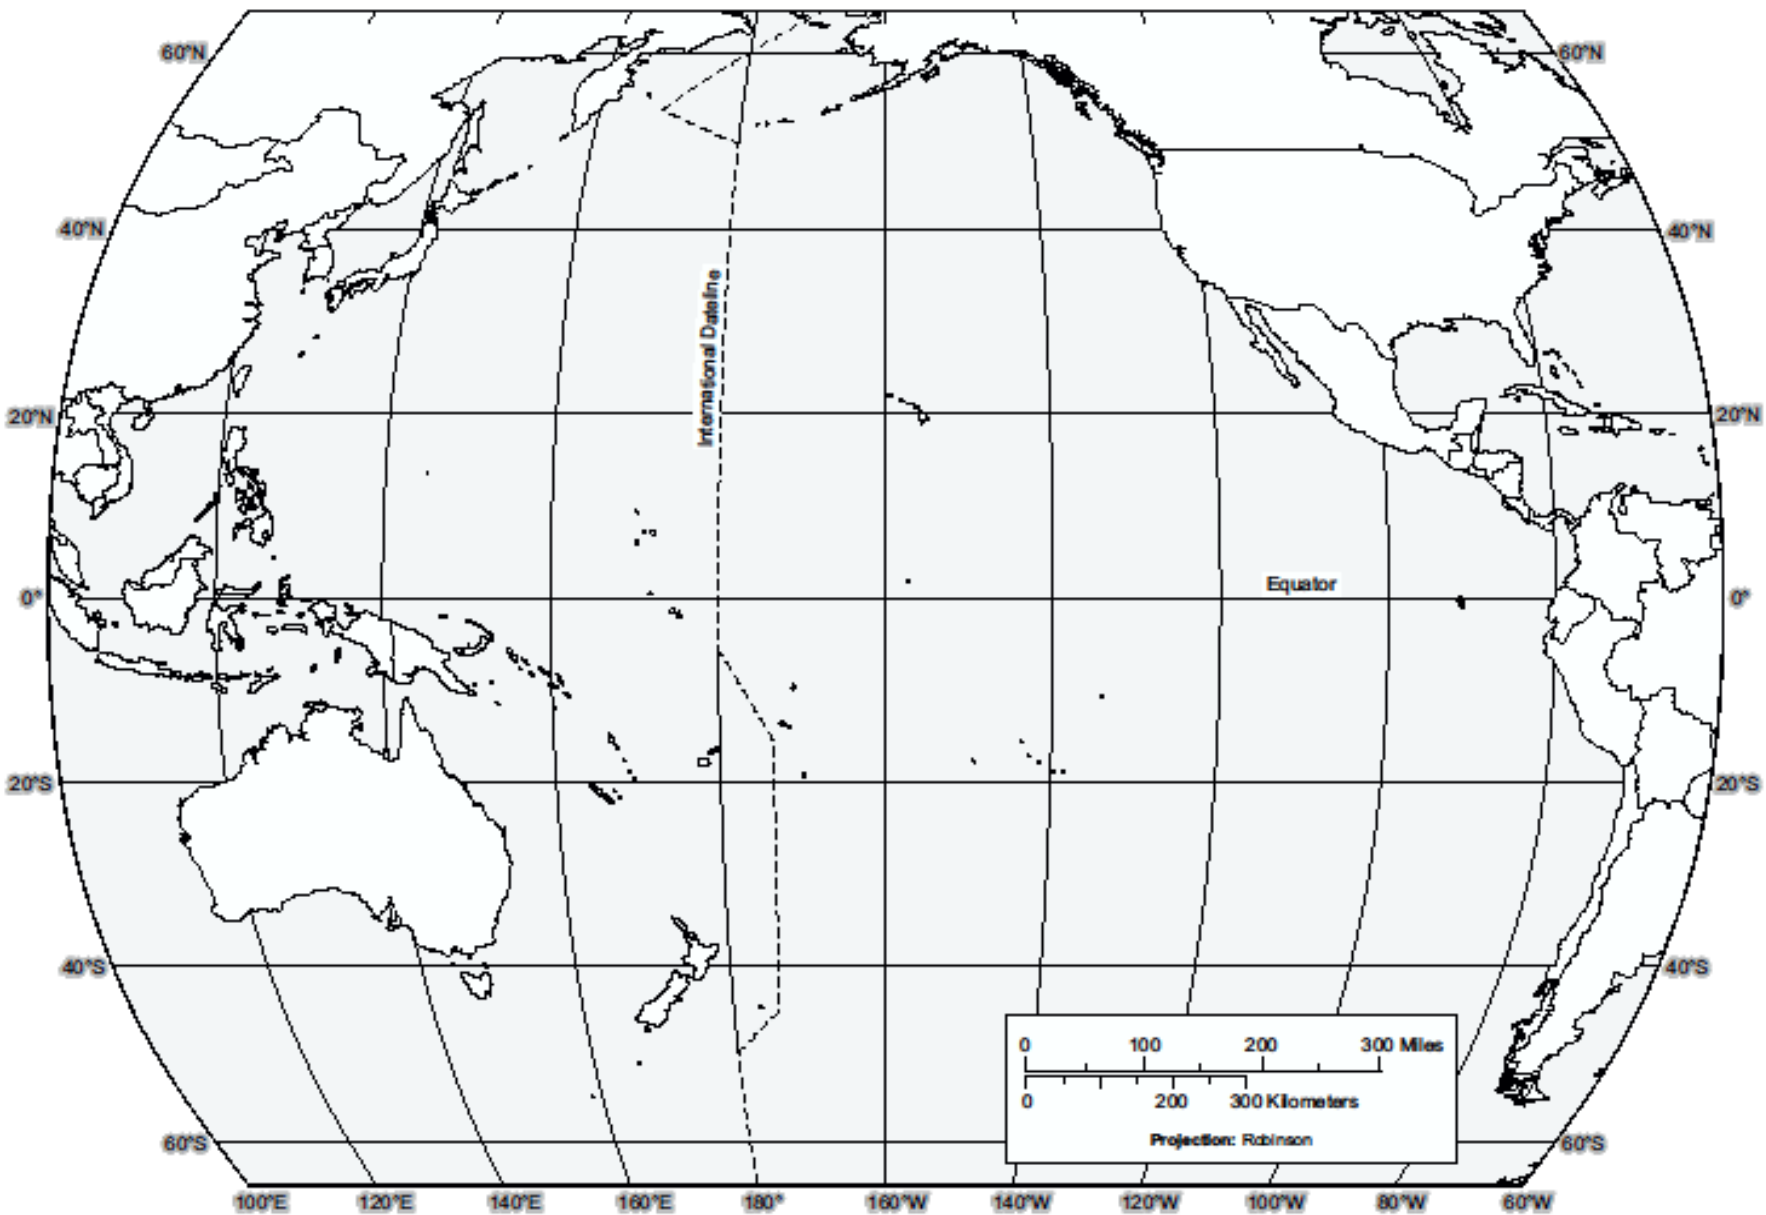 60°N 60°N
40°N 40°N
International Dateline
20°N 20°N
Equator
0° 0°
20°S 20°S
40°S 40°S
0 100 200 300 Miles
0 200 300 Kilometers
Projection: Robinson
60°S 60°S
100°E 120°E 140°E 160°E 180° 160°W 140°W 120°W 100°W 80°W 60°W